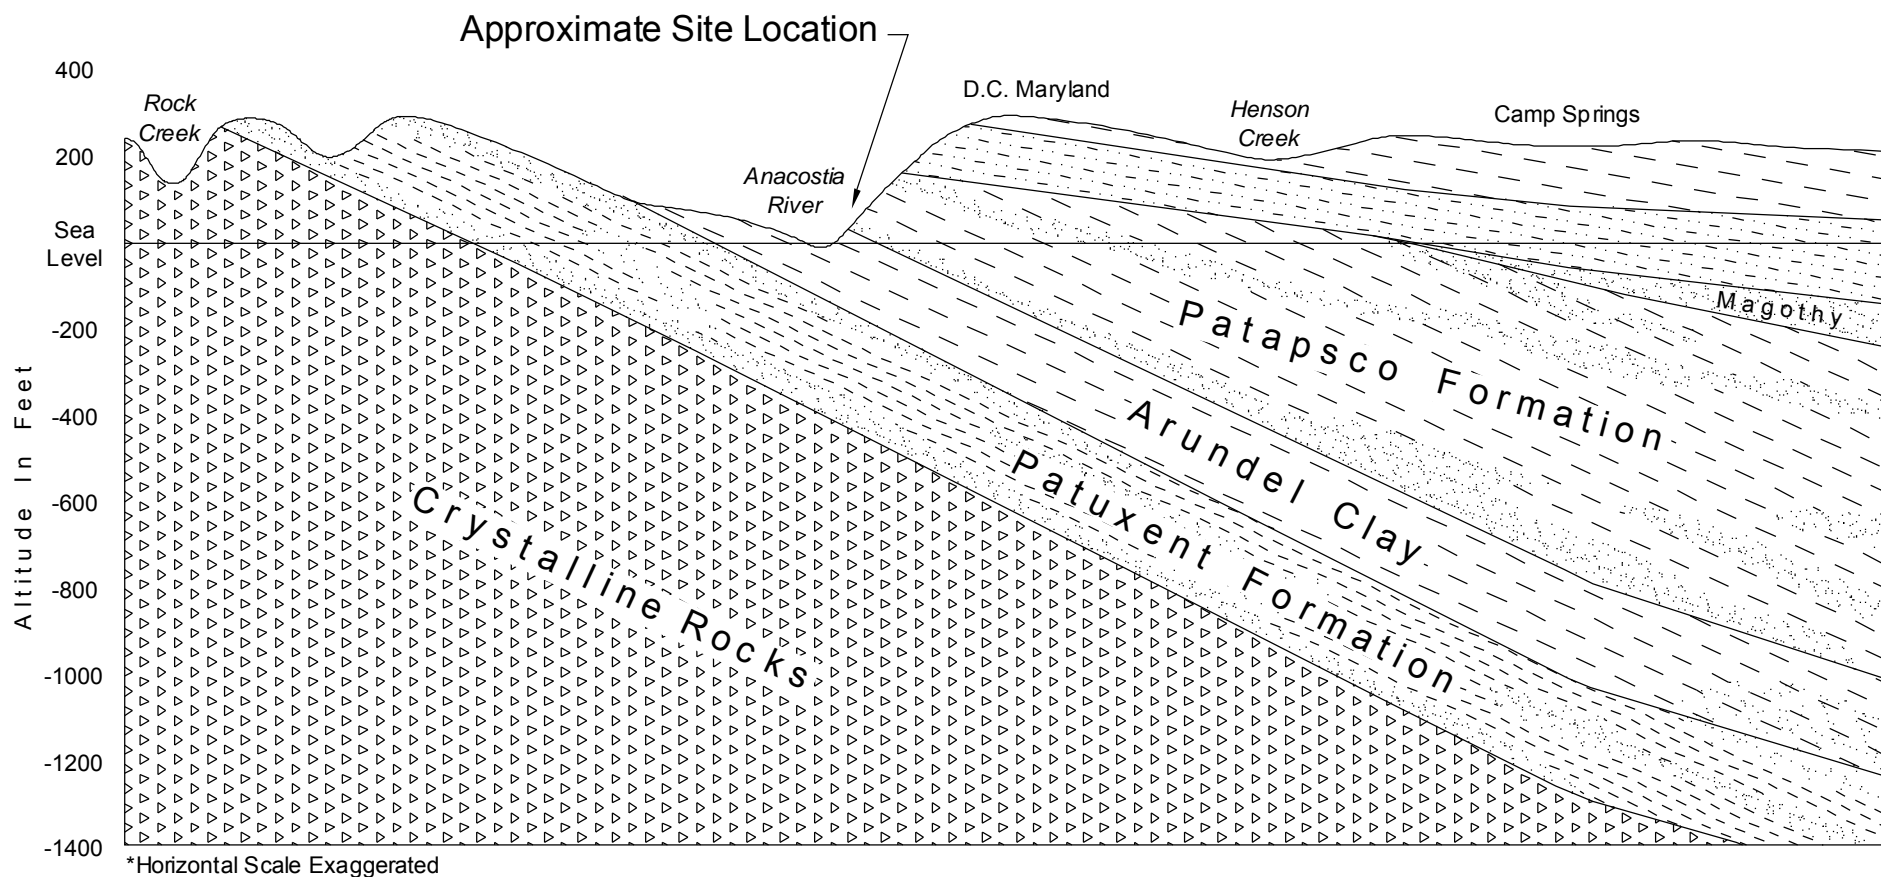 Approximate Site Location
400
D.C. Maryland
Rock
Creek
Henson
Creek
Camp Springs
200
Anacostia
River
Sea
Level
Magothy
-200
Patapsco Formation
Altitude In Feet
-400
Arundel Clay
Patuxent Formation
-600
Crystalline Rocks
-800
-1000
-1200
-1400
*Horizontal Scale Exaggerated